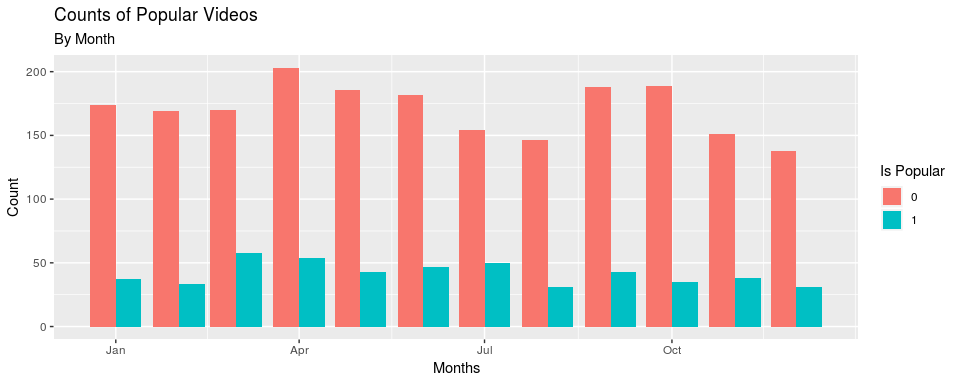 Counts of Popular Videos
By Month
200
150
100
50
0
Count
Jan
Apr
Jul
Oct
Months
Is Popular
0
1